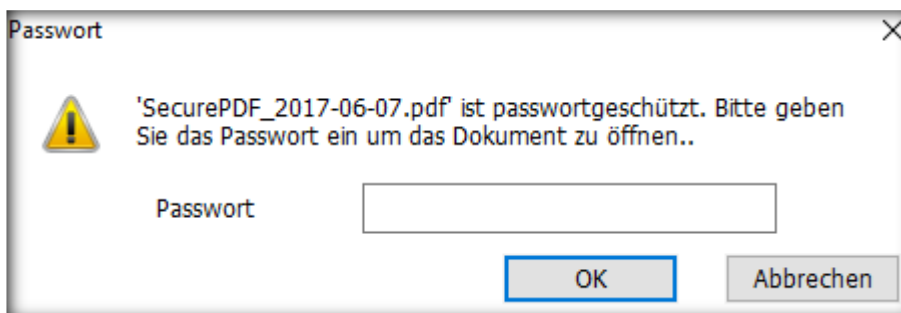 Passwort
'SecurePDF_2017-06-07.pdf' ist passwortgeschützt. Bitte geben
Sie das Passwort ein um das Dokument zu öffnen..
Passwort
OK
Abbrechen